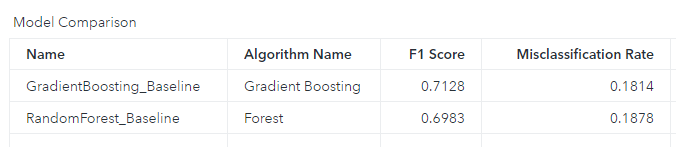 Model Comparison
Name Algorithm Name F1 Score Misclassification Rate
GradientBoosting_Baseline Gradient Boosting 0.7128 0.1814
RandomForest_Baseline Forest 0.6983 0.1878